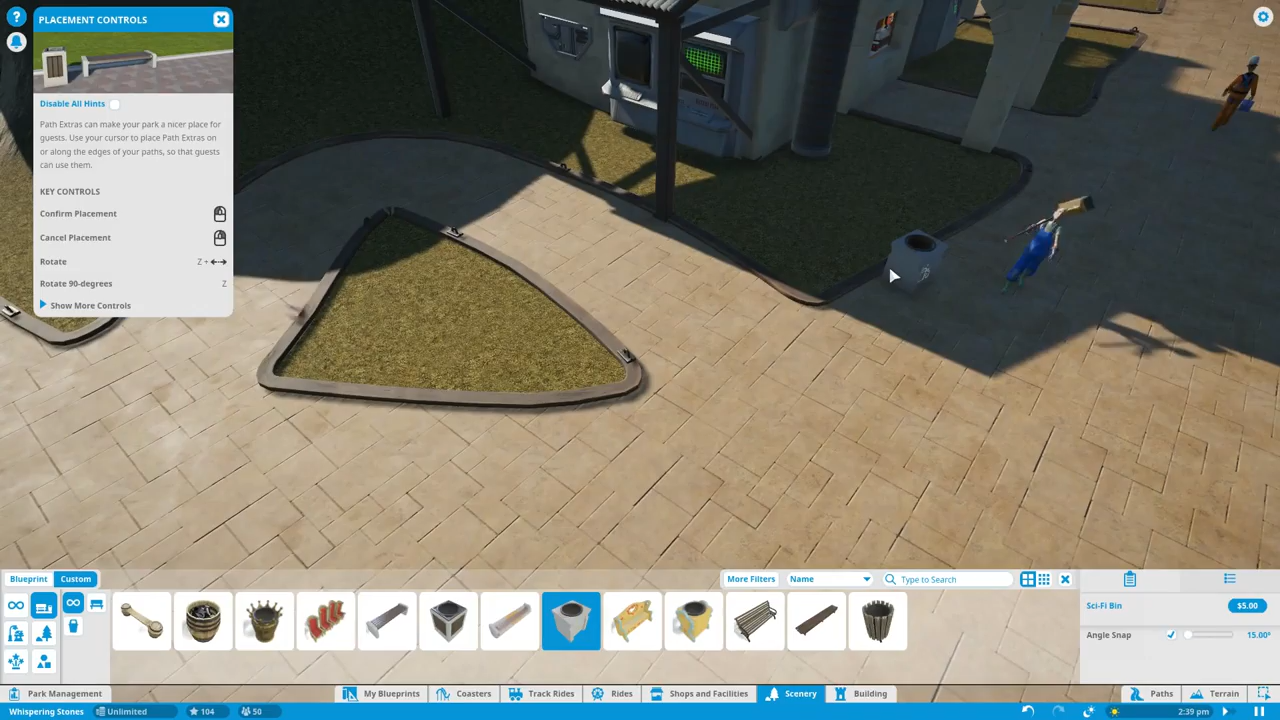 PLACEMENT CONTROLS
Disable All Hints
Path Extras can make your park a nicer place for
guests. Use your cursor to place Path Extras on
or along the edges of your paths, so that guests
can use them.
KEY CONTROLS
Confirm Placement
Cancel Placement
Rotate Z +
Rotate 90-degrees Z
Show More Controls
Blueprint Custom More Filters Name Type to Search
Sci-Fi Bin $5.00
Angle Snap 15.00°
Park Management My Blueprints Coasters Track Rides Rides Shops and Facilities Scenery Building Paths Terrain
Whispering Stones Unlimited 104 50 2:39 pm